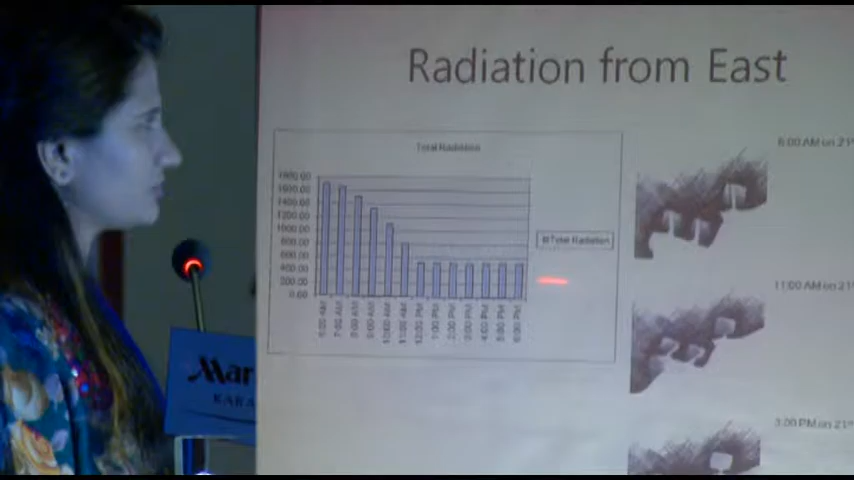 Radiation from East
Total Radiation
1800.00
1600.00
1400.00
1200.00
1000.00
800.00
600.00
400.00
200.00
0.00
Total Radiation
6:00 AM
7:00 AM
8:00 AM
9:00 AM
10:00 AM
11:00 AM
12:00 PM
1:00 PM
2:00 PM
3:00 PM
4:00 PM
5:00 PM
6:00 PM
6:00 AM on 21
11:00 AM on 21
3:00 PM on 21
Mar
KARA